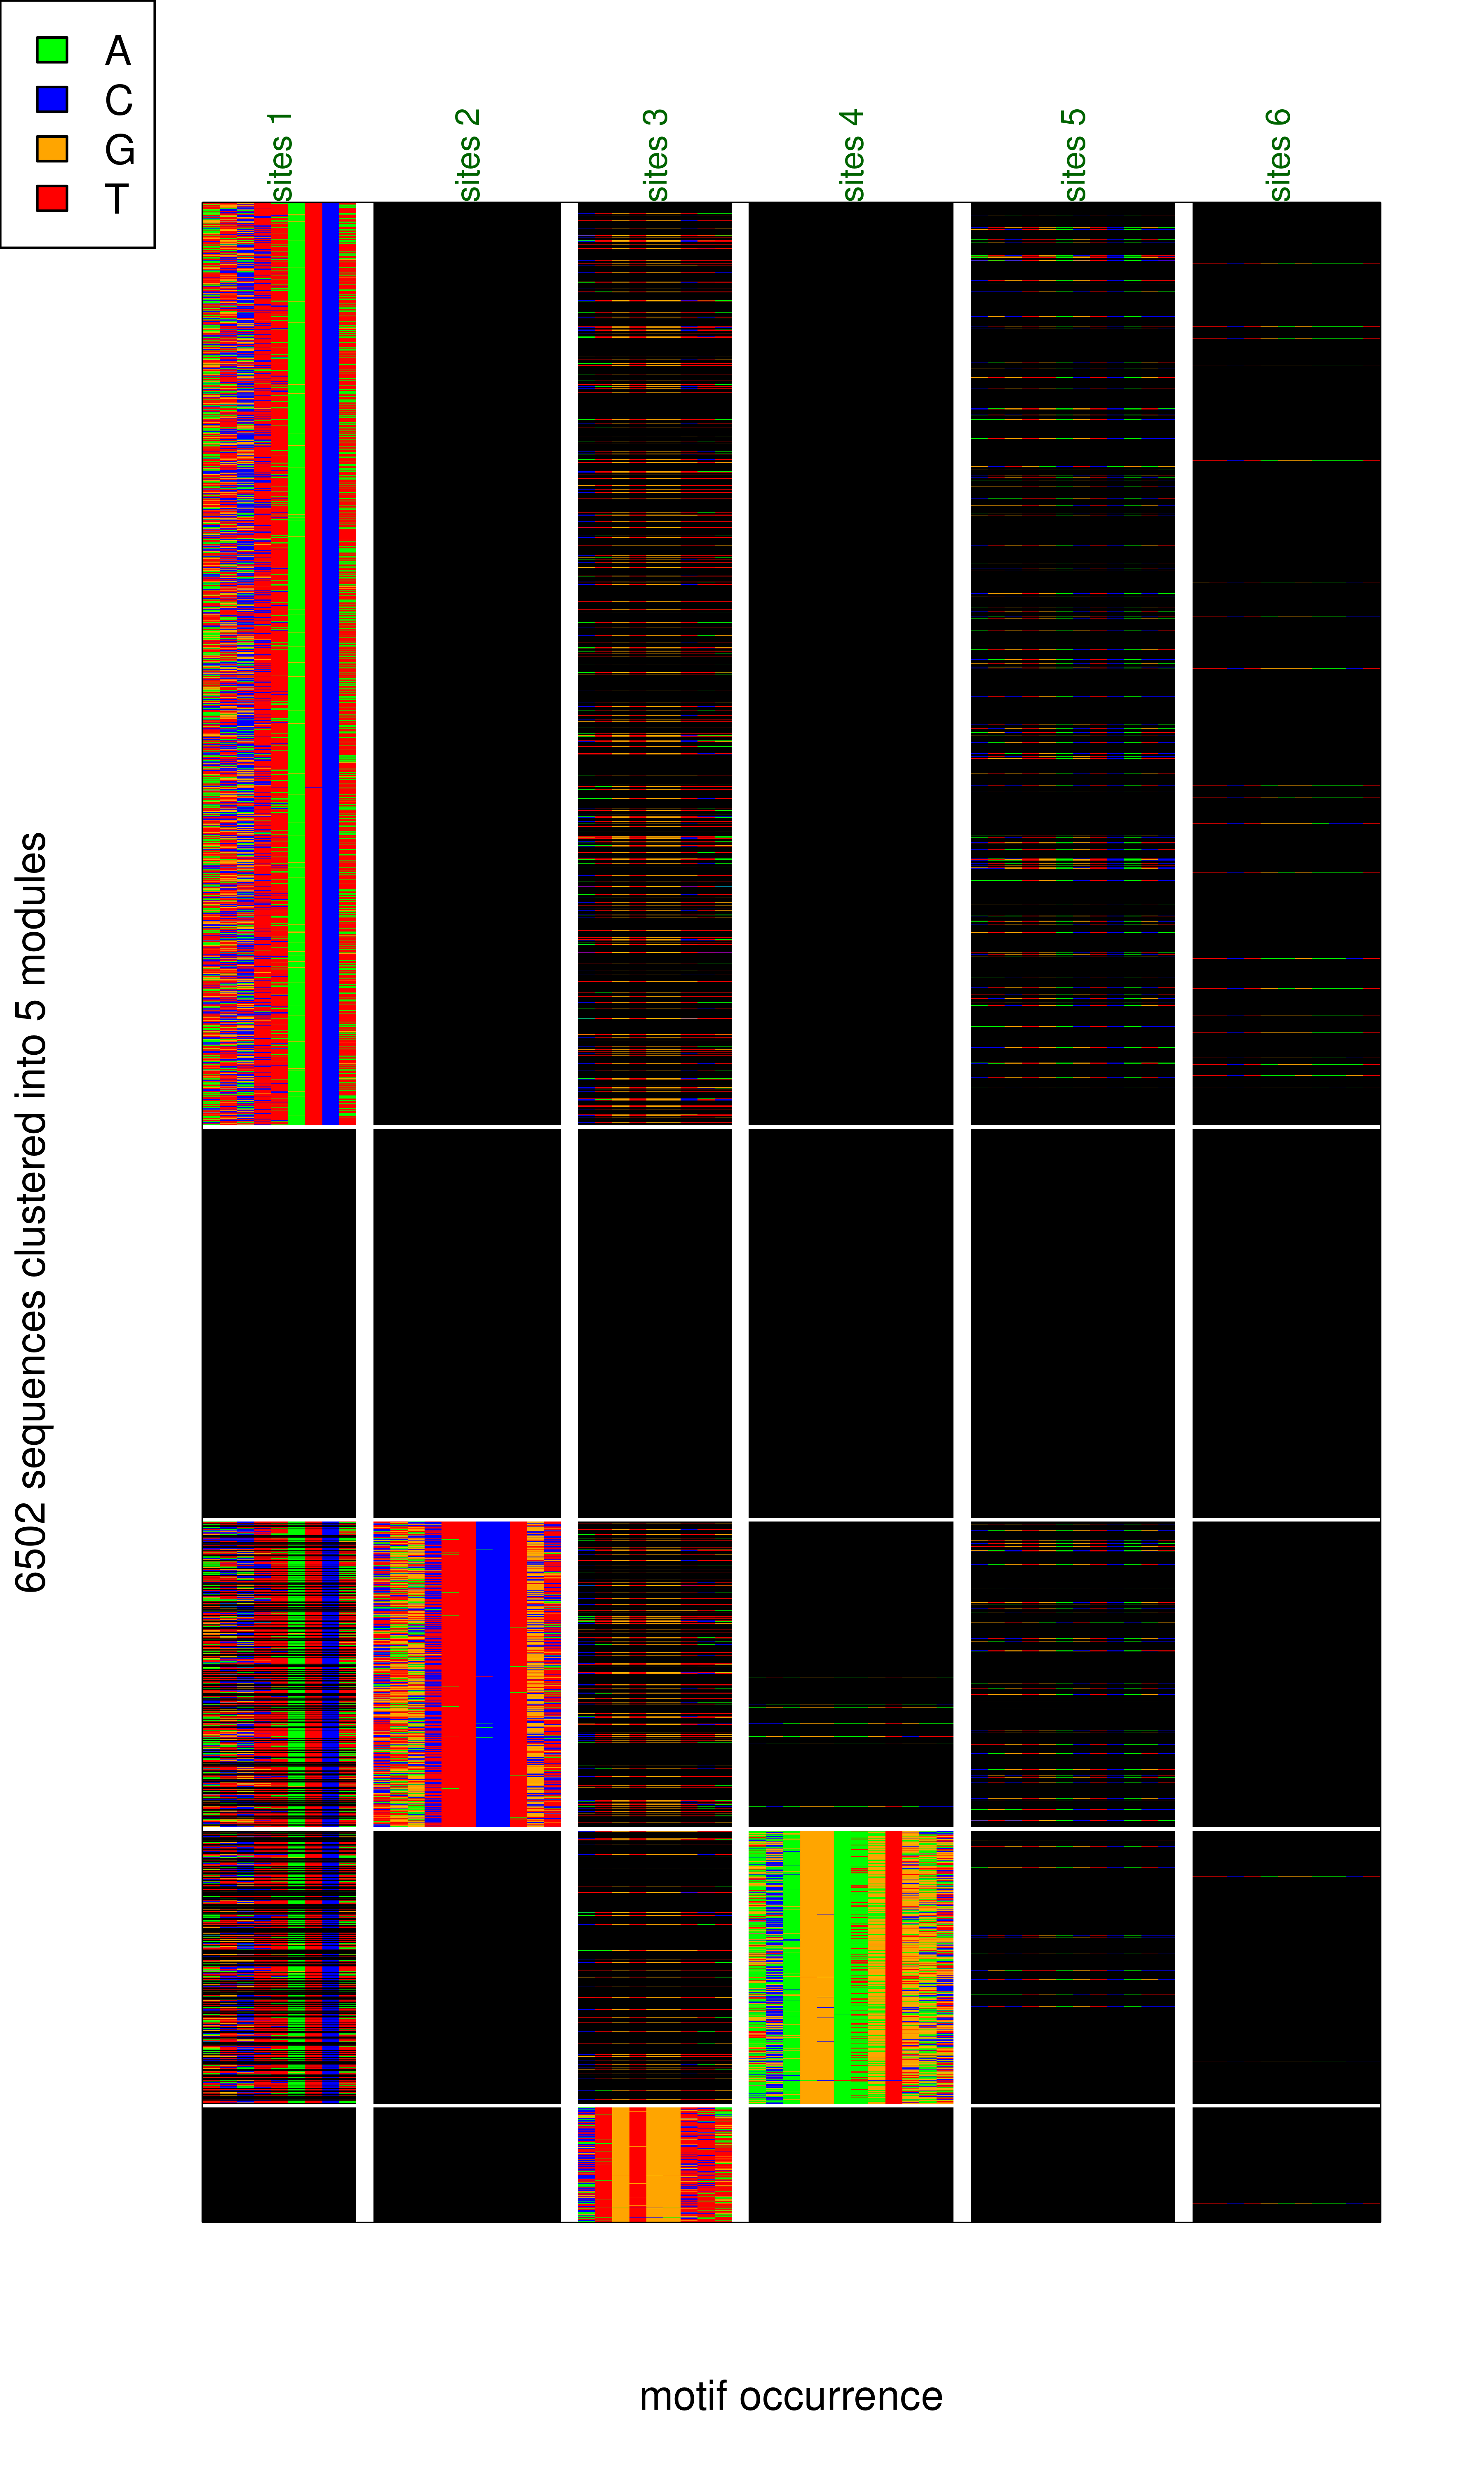 A
C
G
T
sites 1
sites 2
sites 3
sites 4
sites 5
sites 6
6502 sequences clustered into 5 modules
motif occurrence